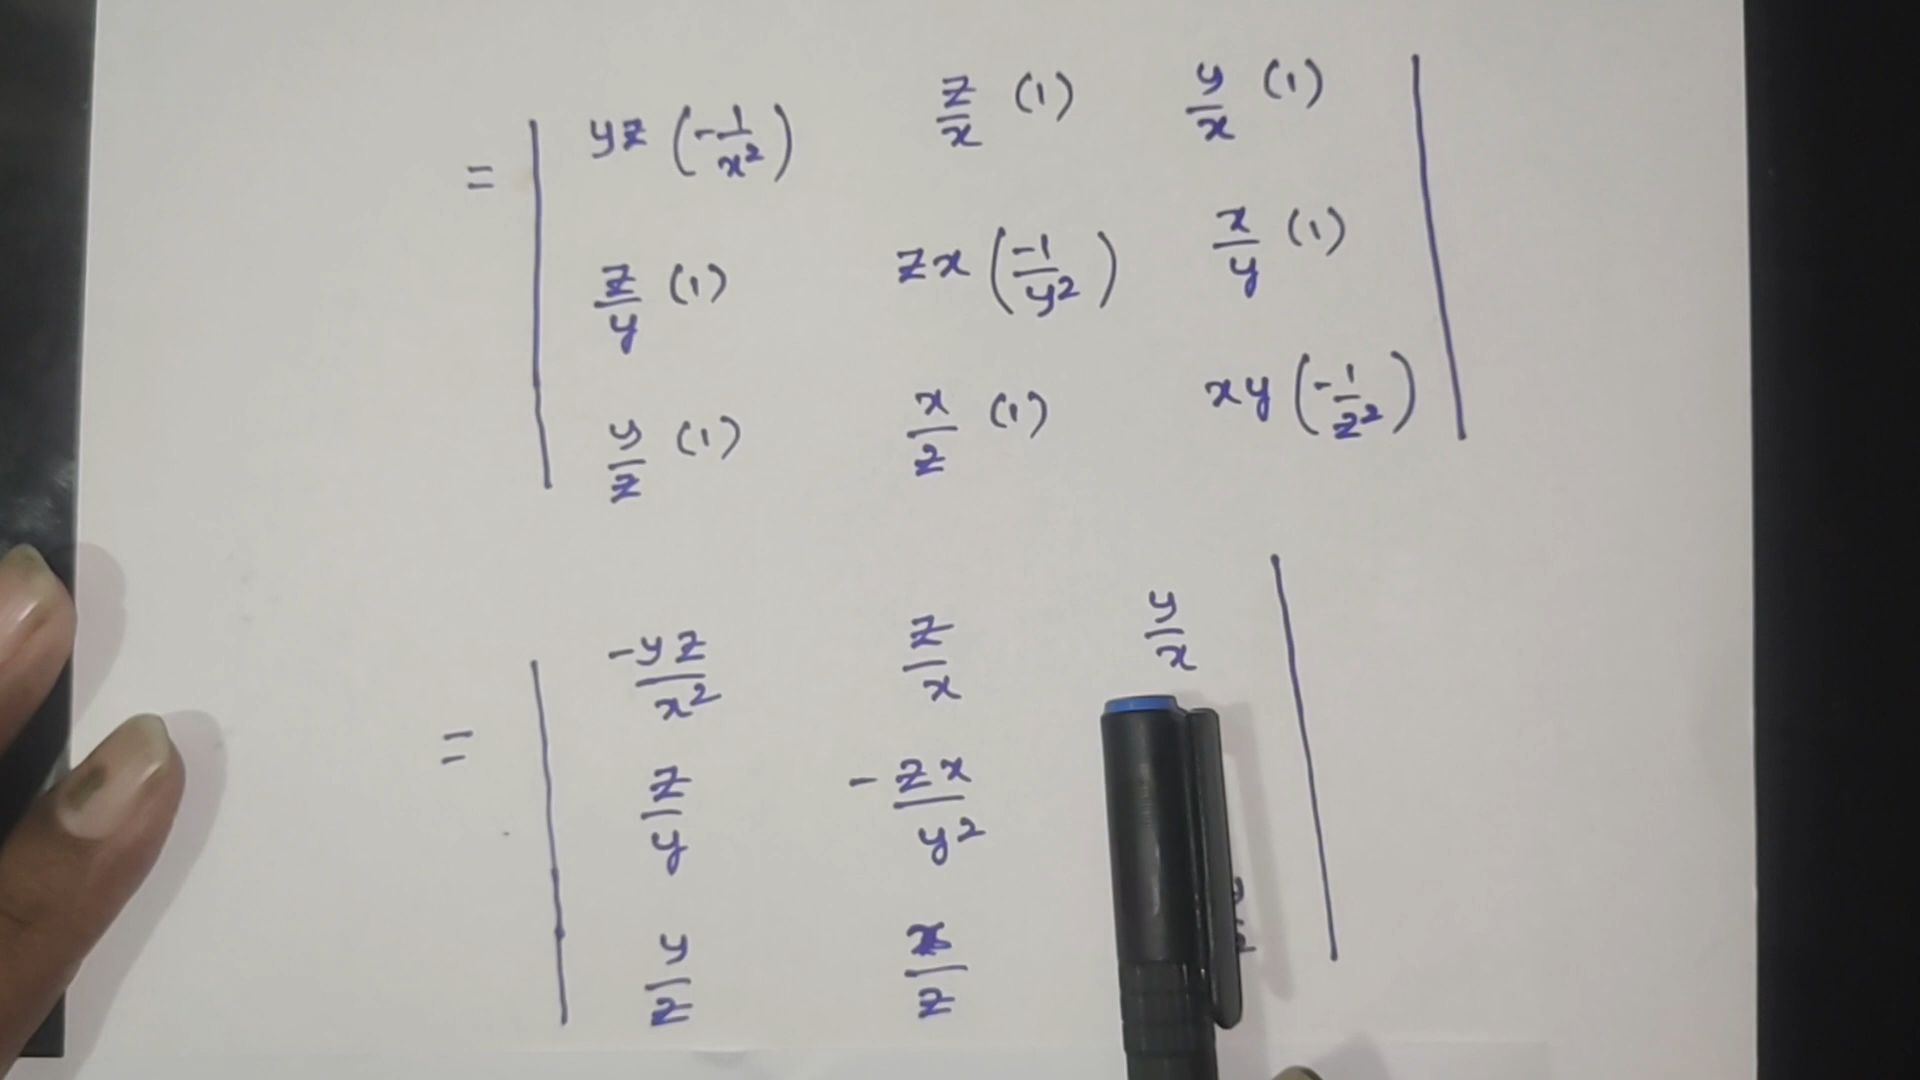 = | yz (-1/x²) z/x (1) y/x (1) |
| z/y (1) zx (-1/y²) x/y (1) |
| y/z (1) x/z (1) xy (-1/z²) |
= | -yz/x² z/x y/x |
| z/y -zx/y² |
| y/z x/z |